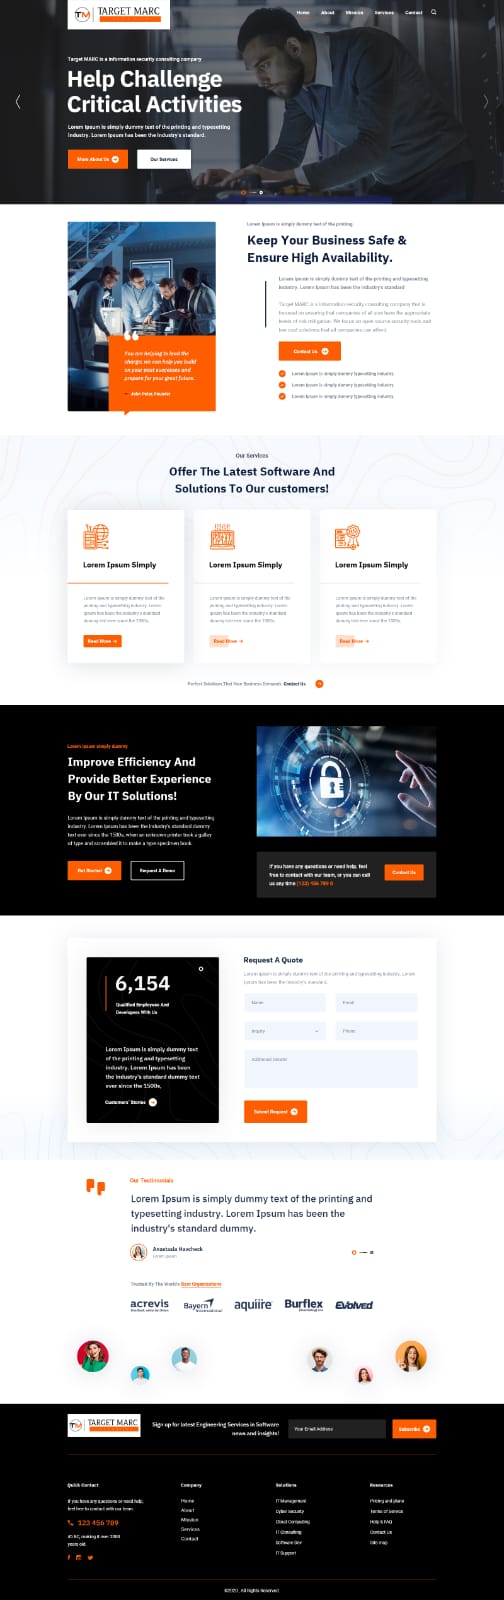 TM TARGET MARC
Home About Mission Services Contact
Target MARC is a information security consulting company
Help Challenge
Critical Activities
Lorem Ipsum is simply dummy text of the printing and typesetting
industry. Lorem Ipsum has been the industry's standard.
More About Us
Our Services
Lorem ipsum is simply dummy text of the printing.
Keep Your Business Safe &
Ensure High Availability.
Lorem Ipsum is simply dummy text of the printing and typesetting
industry. Lorem Ipsum has been the industry's standard
Target MARC is a information security consulting company that is
focused on ensuring that companies of all size have the appropriate
levels of risk mitigation. We focus on open source security tools and
low cost solutions that all companies can afford
Contact Us
Lorem Ipsum is simply dummy typesetting industry
Lorem Ipsum is simply dummy typesetting industry
Lorem Ipsum is simply dummy typesetting industry
You are helping to lead the
charge; we can help you build
on your past successes and
prepare for your great future.
John Peter, Founder
Our Services
Offer The Latest Software And
Solutions To Our customers!
Lorem Ipsum Simply
Lorem ipsum is simply dummy text of the
printing and typesetting industry. Lorem
Ipsum has been the industry's standard
dummy text ever since the 1500s,
Read More
Lorem Ipsum Simply
Lorem ipsum is simply dummy text of the
printing and typesetting industry. Lorem
Ipsum has been the industry's standard
dummy text ever since the 1500s,
Read More
Lorem Ipsum Simply
Lorem ipsum is simply dummy text of the
printing and typesetting industry. Lorem
Ipsum has been the industry's standard
dummy text ever since the 1500s,
Read More
Perfect Solutions That Your Business Demands. Contact Us
Lorem ipsum simply dummy
Improve Efficiency And
Provide Better Experience
By Our IT Solutions!
Lorem Ipsum is simply dummy text of the printing and typesetting
industry. Lorem Ipsum has been the industry's standard dummy
text ever since the 1500s, when an unknown printer took a galley
of type and scrambled it to make a type specimen book.
Get Started
Request A Demo
If you have any questions or need help, feel
free to contact with our team, or you can call
us any time (123) 456 789 0
Contact Us
6,154
Qualified Employees And
Developers With Us
Lorem Ipsum is simply dummy text
of the printing and typesetting
industry. Lorem Ipsum has been
the industry's standard dummy text
ever since the 1500s,
Customers' Stories
Request A Quote
Lorem Ipsum is simply dummy text of the printing and typesetting industry. Lorem
Ipsum has been the industry's standard.
Name
Email
Inquiry
Phone
Additional Details!
Submit Request
Our Testimonials
Lorem Ipsum is simply dummy text of the printing and
typesetting industry. Lorem Ipsum has been the
industry's standard dummy.
Anastasia Haecheck
Lorem Ipsum
Trusted By The World's Best Organizations
acrevis
Bayern
aquiire
Burflex
EVolved
TM TARGET MARC
Sign up for latest Engineering Services in Software
news and insights!
Your Email Address
Subscribe
Quick Contact
If you have any questions or need help,
feel free to contact with our team.
123 456 789
years old.
Company
Home
About
Mission
Services
Contact
Solutions
IT Management
Cyber Security
Cloud Computing
IT Consulting
Software Dev
IT Support
Resources
Pricing and plans
Terms of Service
Help & FAQ
Contact Us
Site map
©2020, All Rights Reserved